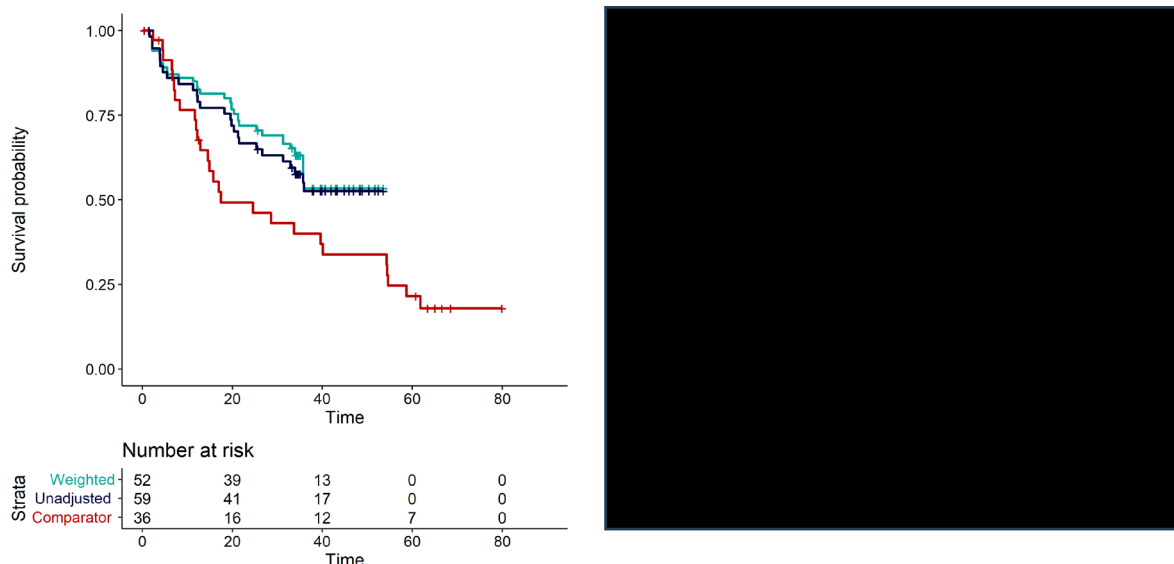 Survival probability
1.00
0.75
0.50
0.25
0.00
0 20 40 60 80
Time
Number at risk
Strata
Weighted 52 39 13 0 0
Unadjusted 59 41 17 0 0
Comparator 36 16 12 7 0
0 20 40 60 80
Time